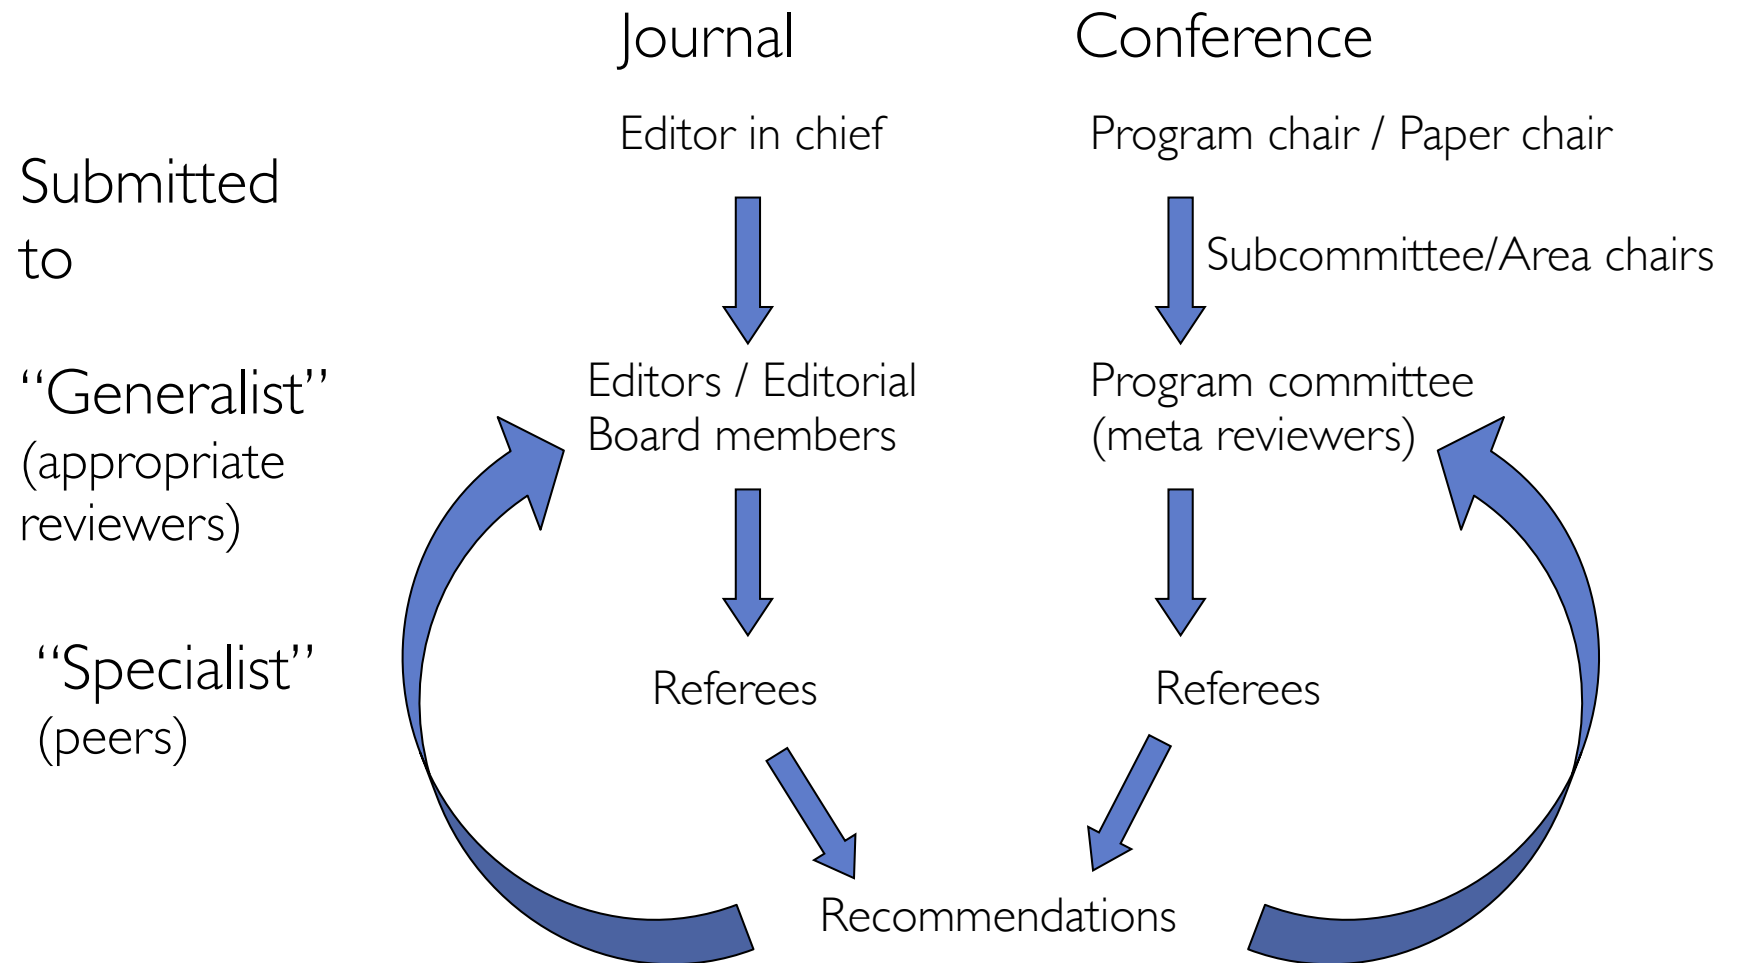 Journal
Conference
Editor in chief
Program chair / Paper chair
Submitted
to
Subcommittee/Area chairs
“Generalist”
(appropriate
reviewers)
Editors / Editorial
Board members
Program committee
(meta reviewers)
“Specialist”
(peers)
Referees
Referees
Recommendations